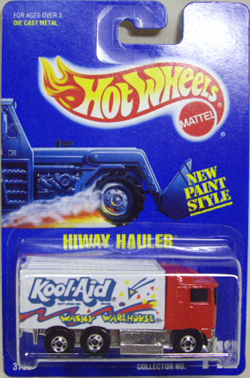 FOR AGES OVER 3
DIE CAST METAL
Hot Wheels
MATTEL
NEW
PAINT
STYLE
HIWAY HAULER
Kool-Aid
WACKY WAREHOUSE
COLLECTOR NO.